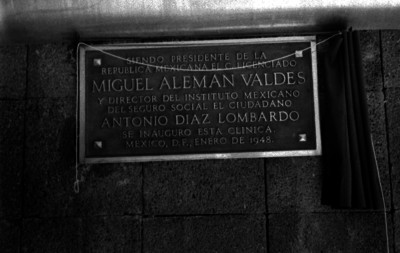 SIENDO PRESIDENTE DE LA
REPUBLICA MEXICANA EL C. LICENCIADO
MIGUEL ALEMAN VALDES
Y DIRECTOR DEL INSTITUTO MEXICANO
DEL SEGURO SOCIAL EL CIUDADANO
ANTONIO DIAZ LOMBARDO
SE INAUGURO ESTA CLINICA
MEXICO, D.F., ENERO DE 1948.